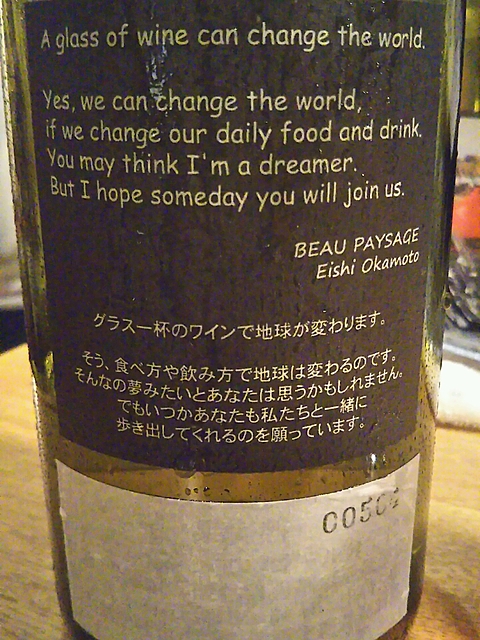 A glass of wine can change the world.
Yes, we can change the world,
if we change our daily food and drink.
You may think I'm a dreamer.
But I hope someday you will join us.
BEAU PAYSAGE
Eishi Okamoto
グラス一杯のワインで地球が変わります。
そう、食べ方や飲み方で地球は変わるのです。
そんなの夢みたいとあなたは思うかもしれません。
でもいつかあなたも私たちと一緒に
歩き出してくれるのを願っています。